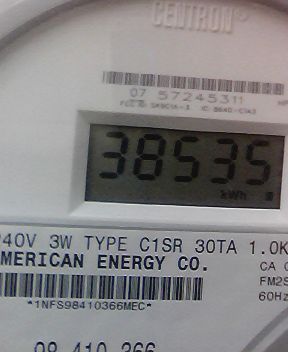 CENTRON®
07 57245311
38535
kWh
240V 3W TYPE C1SR 30TA 1.0K
AMERICAN ENERGY CO. CA 0
FM2S
60Hz
*1NFS98410366MEC*
98 410 366